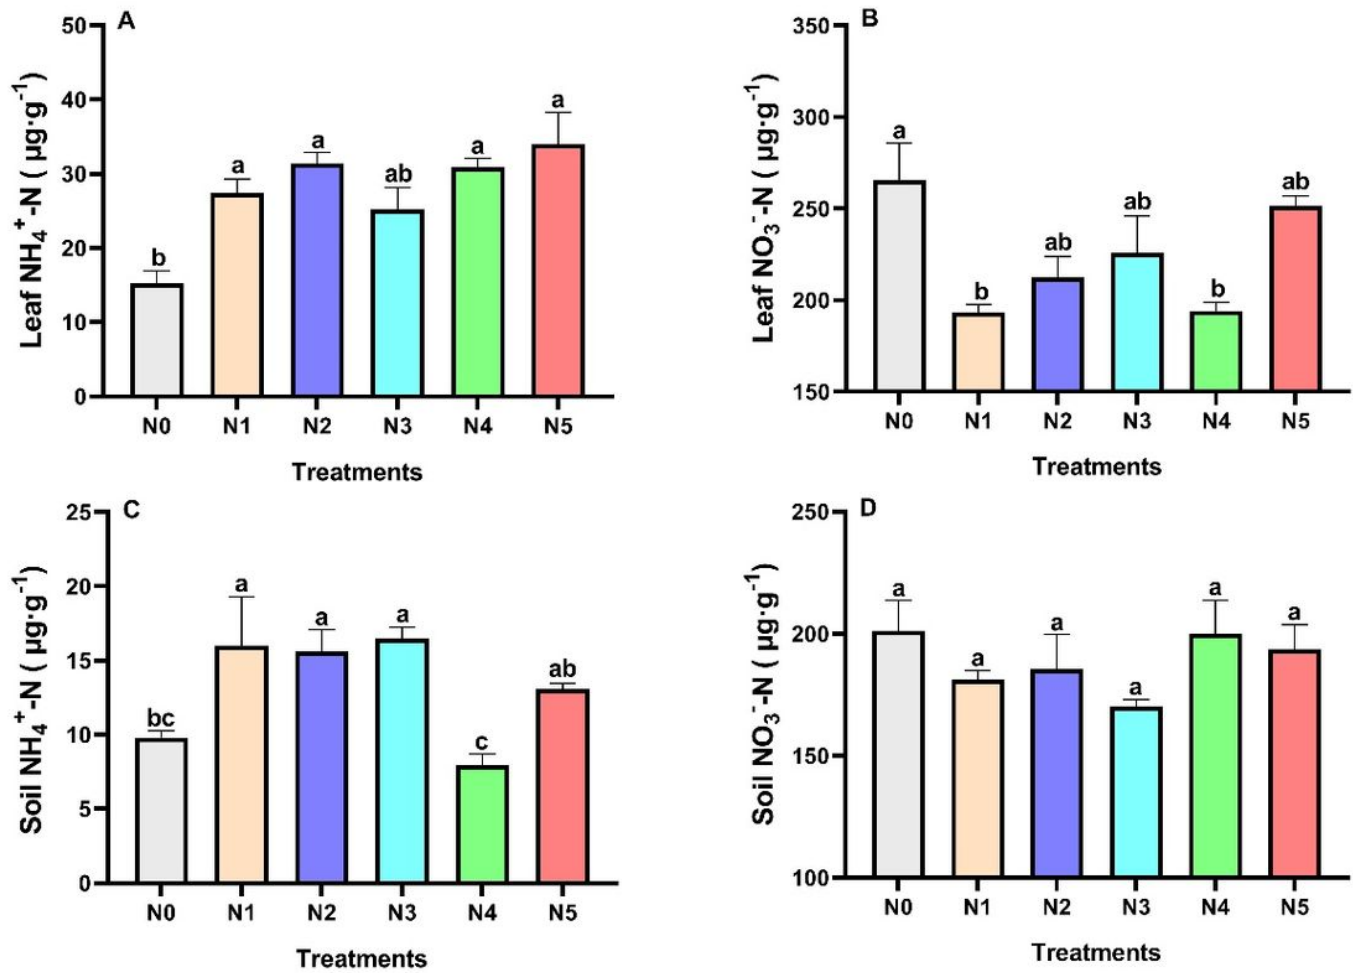 A
Leaf NH₄⁺-N ( µg·g⁻¹)
50
40
30
20
10
0
b
a
a
ab
a
a
N0 N1 N2 N3 N4 N5
Treatments
B
Leaf NO₃⁻-N ( µg·g⁻¹)
350
300
250
200
150
a
b
ab
ab
b
ab
N0 N1 N2 N3 N4 N5
Treatments
C
Soil NH₄⁺-N ( µg·g⁻¹)
25
20
15
10
5
0
bc
a
a
a
c
ab
N0 N1 N2 N3 N4 N5
Treatments
D
Soil NO₃⁻-N ( µg·g⁻¹)
250
200
150
100
a
a
a
a
a
a
N0 N1 N2 N3 N4 N5
Treatments